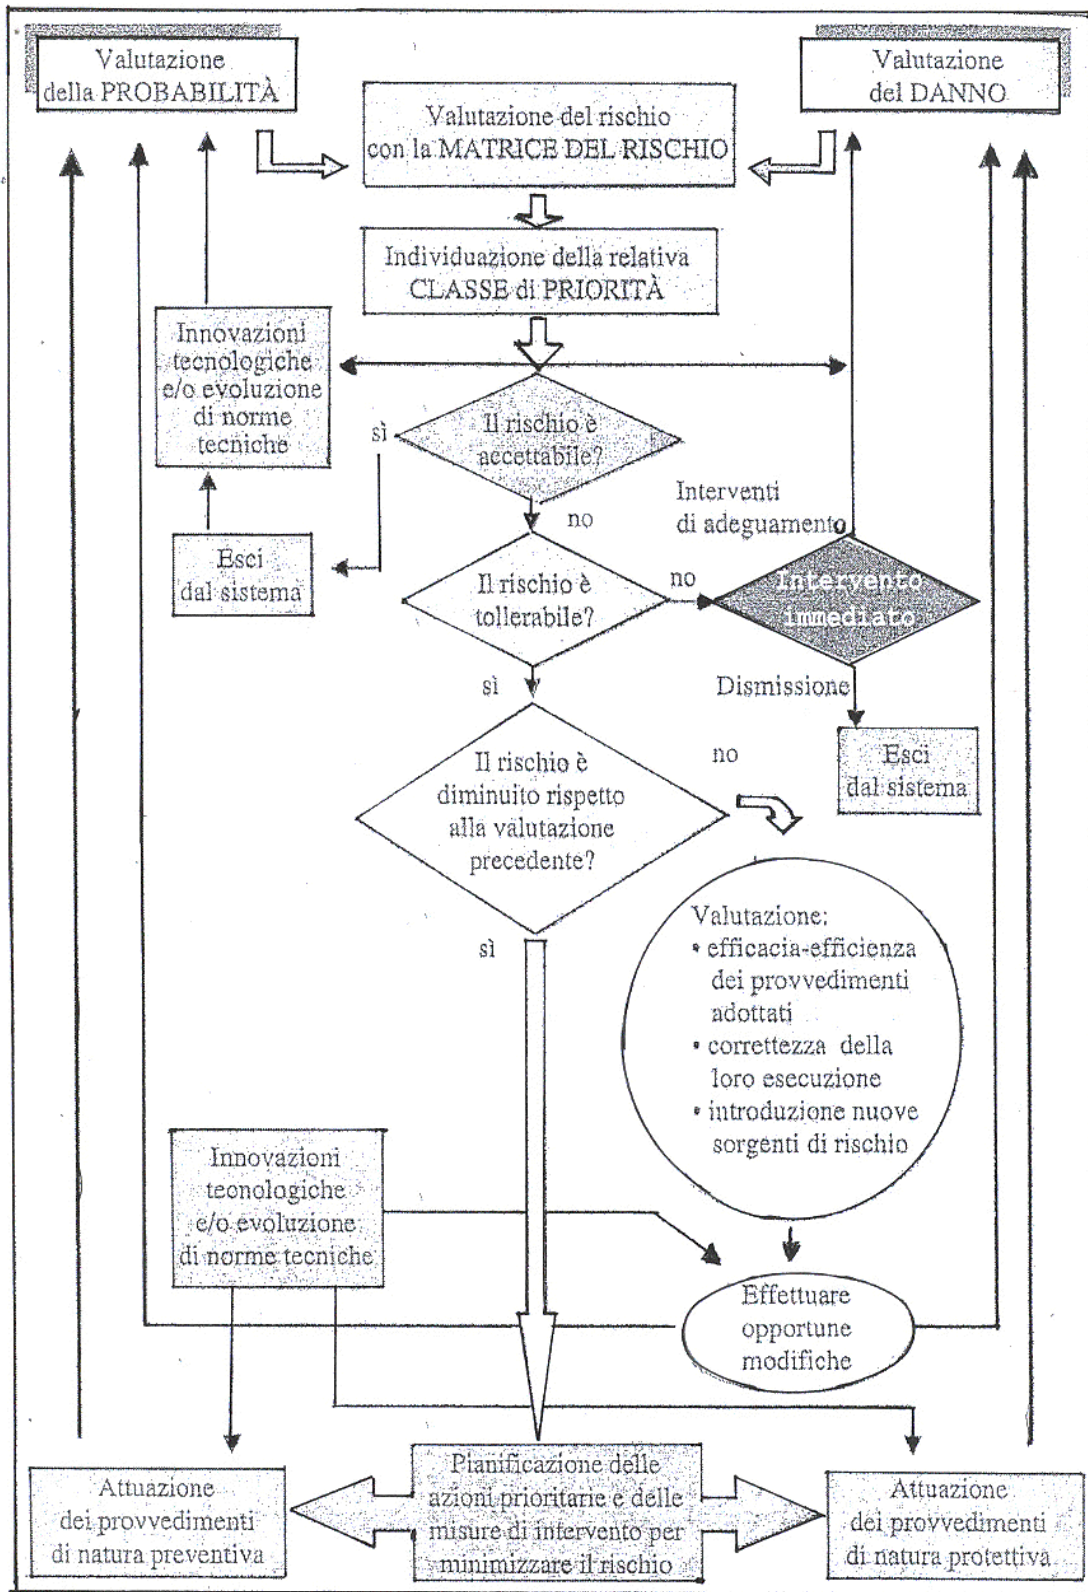 Valutazione
della PROBABILITÀ
Valutazione
del DANNO
Valutazione del rischio
con la MATRICE DEL RISCHIO
Individuazione della relativa
CLASSE di PRIORITÀ
Innovazioni
tecnologiche
e/o evoluzione
di norme
tecniche
sì
Il rischio è
accettabile?
no
Interventi
di adeguamento
Esci
dal sistema
Il rischio è
tollerabile?
no
Intervento
immediato
sì
Dismissione
Esci
dal sistema
Il rischio è
diminuito rispetto
alla valutazione
precedente?
no
sì
Valutazione:
• efficacia-efficienza
dei provvedimenti
adottati
• correttezza della
loro esecuzione
• introduzione nuove
sorgenti di rischio
Innovazioni
tecnologiche
e/o evoluzione
di norme tecniche
Effettuare
opportune
modifiche
Attuazione
dei provvedimenti
di natura preventiva
Pianificazione delle
azioni prioritarie e delle
misure di intervento per
minimizzare il rischio
Attuazione
dei provvedimenti
di natura protettiva